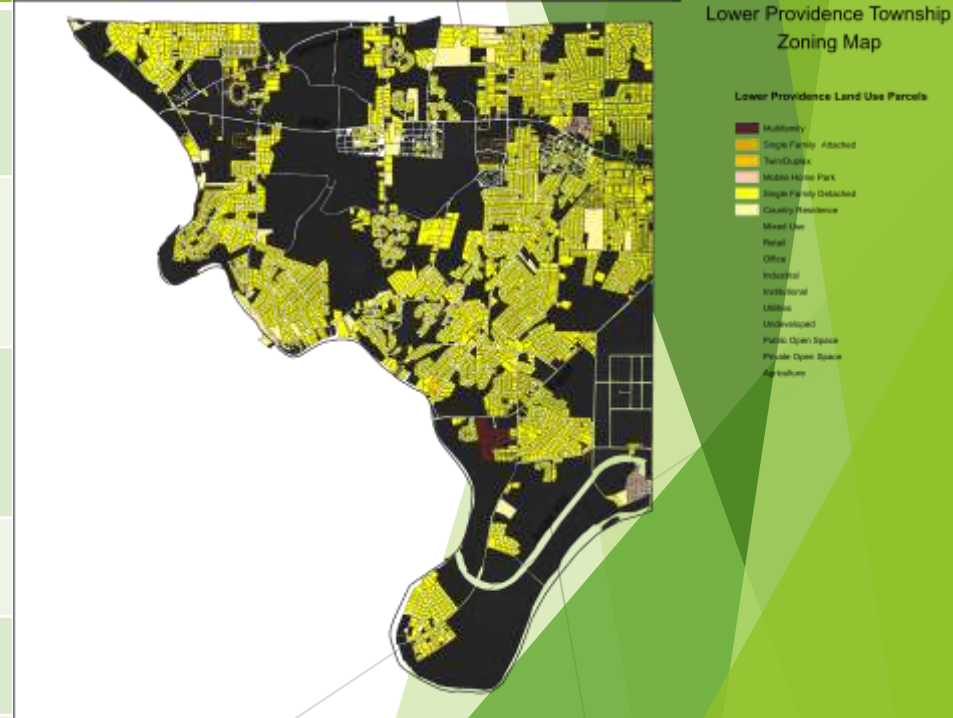 Lower Providence Township
Zoning Map
Lower Providence Land Use Parcels
Multifamily
Single Family Attached
Twin/Duplex
Mobile Home Park
Single Family Detached
Country Residence
Mixed Use
Retail
Office
Industrial
Institutional
Utilities
Undeveloped
Public Open Space
Private Open Space
Agriculture